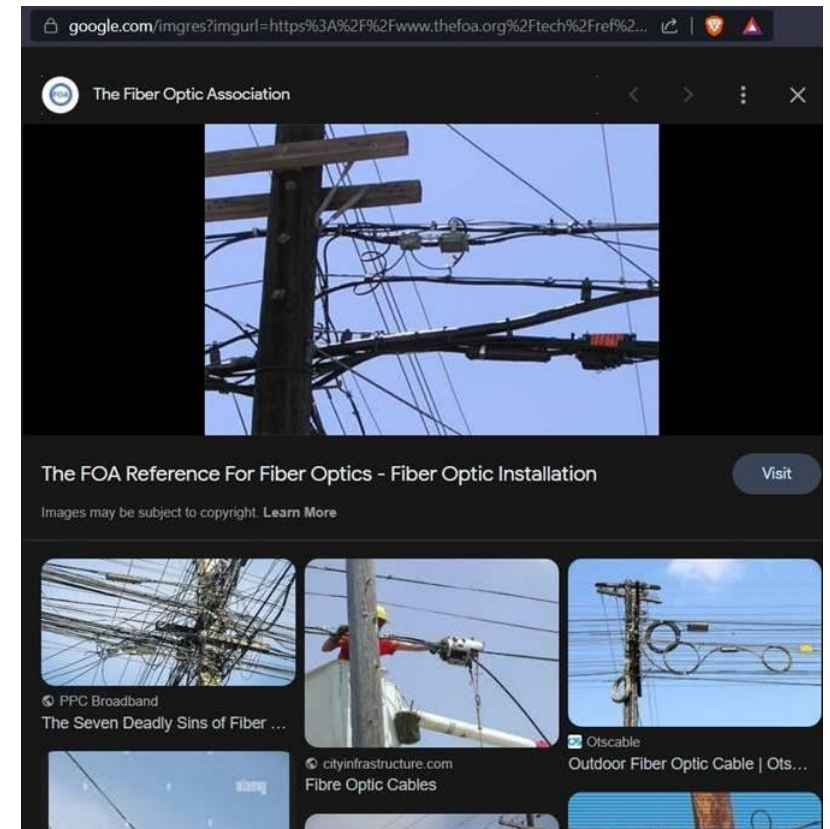 google.com/imgres?imgurl=https%3A%2F%2Fwww.thefoa.org%2Ftech%2Fref%2...
FOA
The Fiber Optic Association
The FOA Reference For Fiber Optics - Fiber Optic Installation
Visit
Images may be subject to copyright. Learn More
PPC Broadband
The Seven Deadly Sins of Fiber ...
cityinfrastructure.com
Fibre Optic Cables
Otscable
Outdoor Fiber Optic Cable | Ots...
alamy